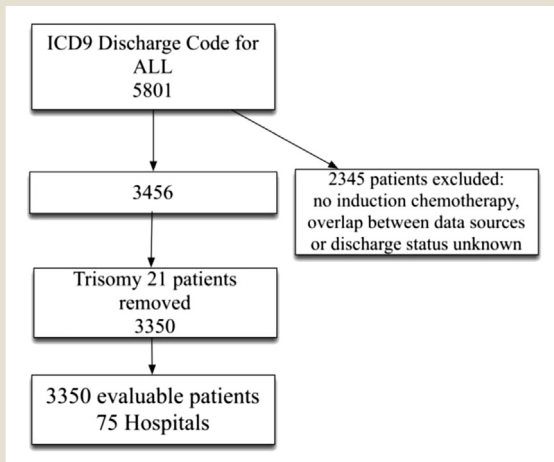 ICD9 Discharge Code for
ALL
5801
3456
2345 patients excluded:
no induction chemotherapy,
overlap between data sources
or discharge status unknown
Trisomy 21 patients
removed
3350
3350 evaluable patients
75 Hospitals